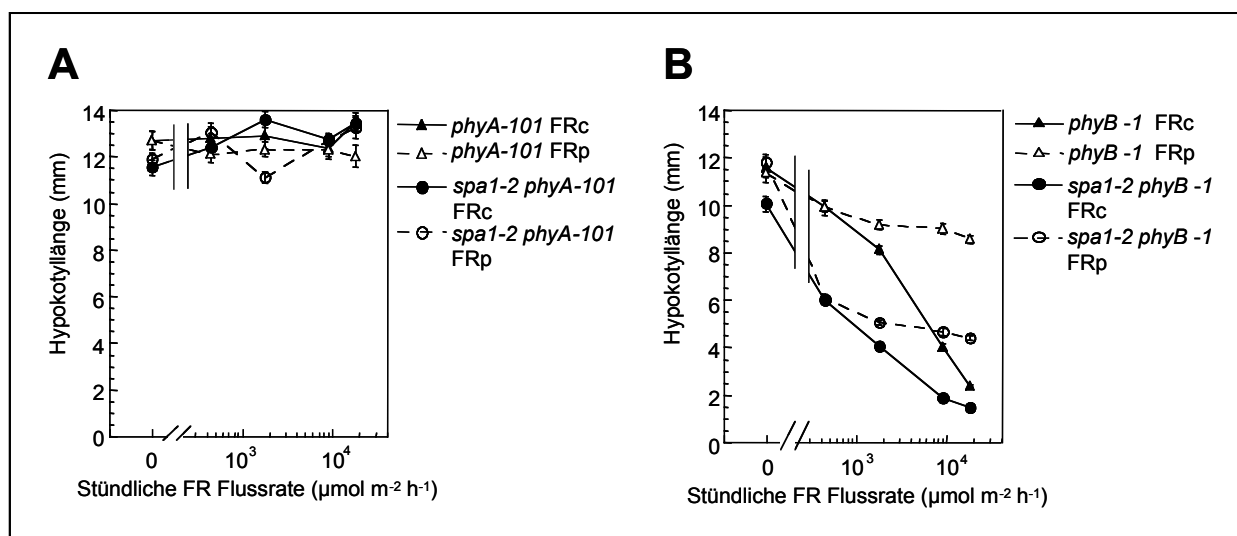 A
14
12
10
8
6
4
2
0
Hypokotyllänge (mm)
0
10³
10⁴
Stündliche FR Flussrate (µmol m⁻² h⁻¹)
phyA-101 FRc
phyA-101 FRp
spa1-2 phyA-101
FRc
spa1-2 phyA-101
FRp
B
14
12
10
8
6
4
2
0
Hypokotyllänge (mm)
0
10³
10⁴
Stündliche FR Flussrate (µmol m⁻² h⁻¹)
phyB -1 FRc
phyB -1 FRp
spa1-2 phyB -1
FRc
spa1-2 phyB -1
FRp